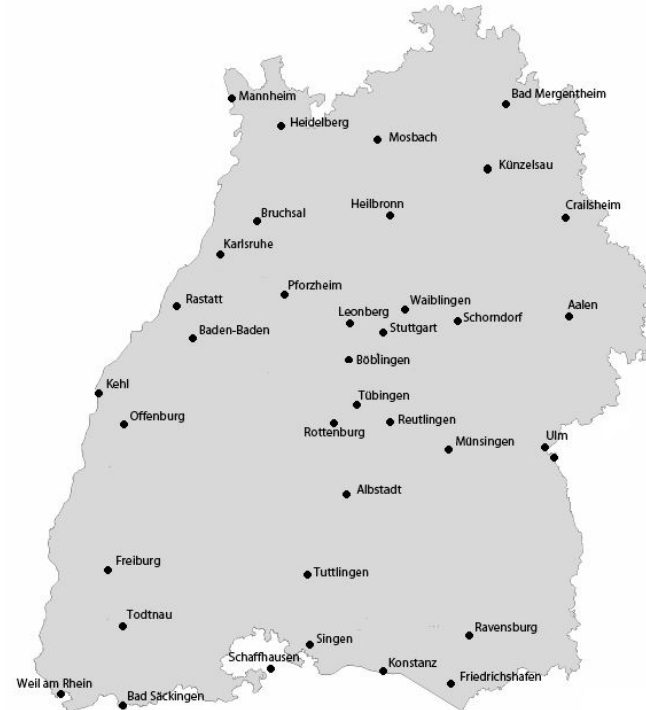 Mannheim
Bad Mergentheim
Heidelberg
Mosbach
Künzelsau
Heilbronn
Crailsheim
Bruchsal
Karlsruhe
Pforzheim
Rastatt
Waiblingen
Aalen
Leonberg
Schorndorf
Stuttgart
Baden-Baden
Böblingen
Kehl
Tübingen
Offenburg
Reutlingen
Rottenburg
Ulm
Münsingen
Albstadt
Freiburg
Tuttlingen
Todtnau
Ravensburg
Singen
Schaffhausen
Konstanz
Friedrichshafen
Weil am Rhein
Bad Säckingen